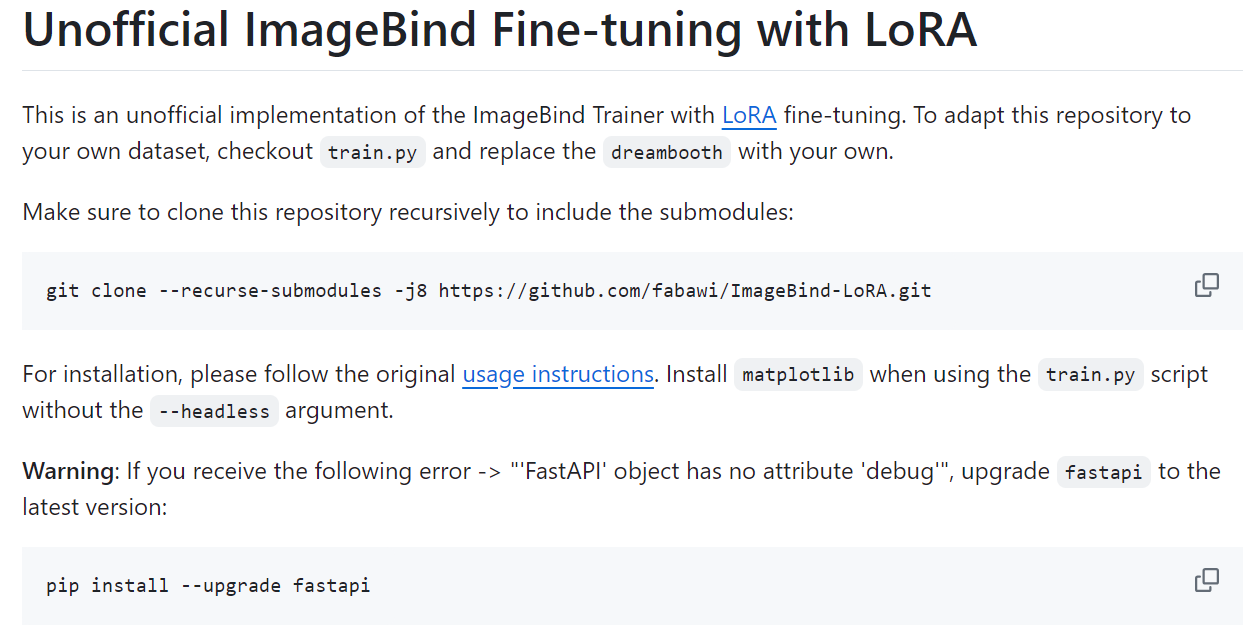 Unofficial ImageBind Fine-tuning with LoRA
This is an unofficial implementation of the ImageBind Trainer with LoRA fine-tuning. To adapt this repository to
your own dataset, checkout train.py and replace the dreambooth with your own.
Make sure to clone this repository recursively to include the submodules:
git clone --recurse-submodules -j8 https://github.com/fabawi/ImageBind-LoRA.git
For installation, please follow the original usage instructions. Install matplotlib when using the train.py script
without the --headless argument.
Warning: If you receive the following error -> "'FastAPI' object has no attribute 'debug'", upgrade fastapi to the
latest version:
pip install --upgrade fastapi